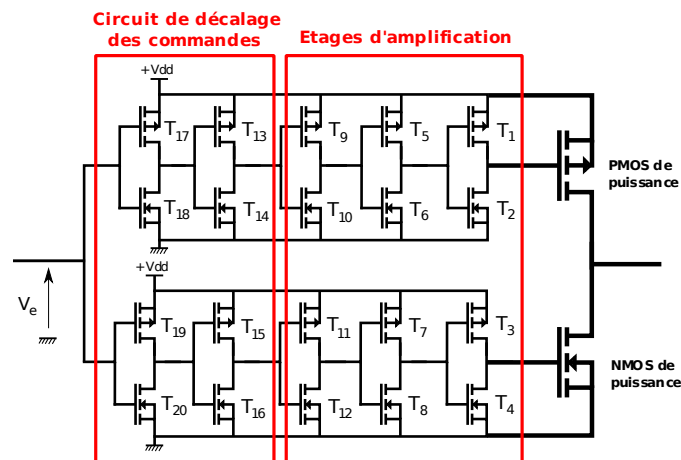 Circuit de décalage
des commandes
Etages d'amplification
+Vdd
T17 T13 T9 T5 T1
PMOS de
puissance
T18 T14 T10 T6 T2
+Vdd
Ve
T19 T15 T11 T7 T3
NMOS de
puissance
T20 T16 T12 T8 T4